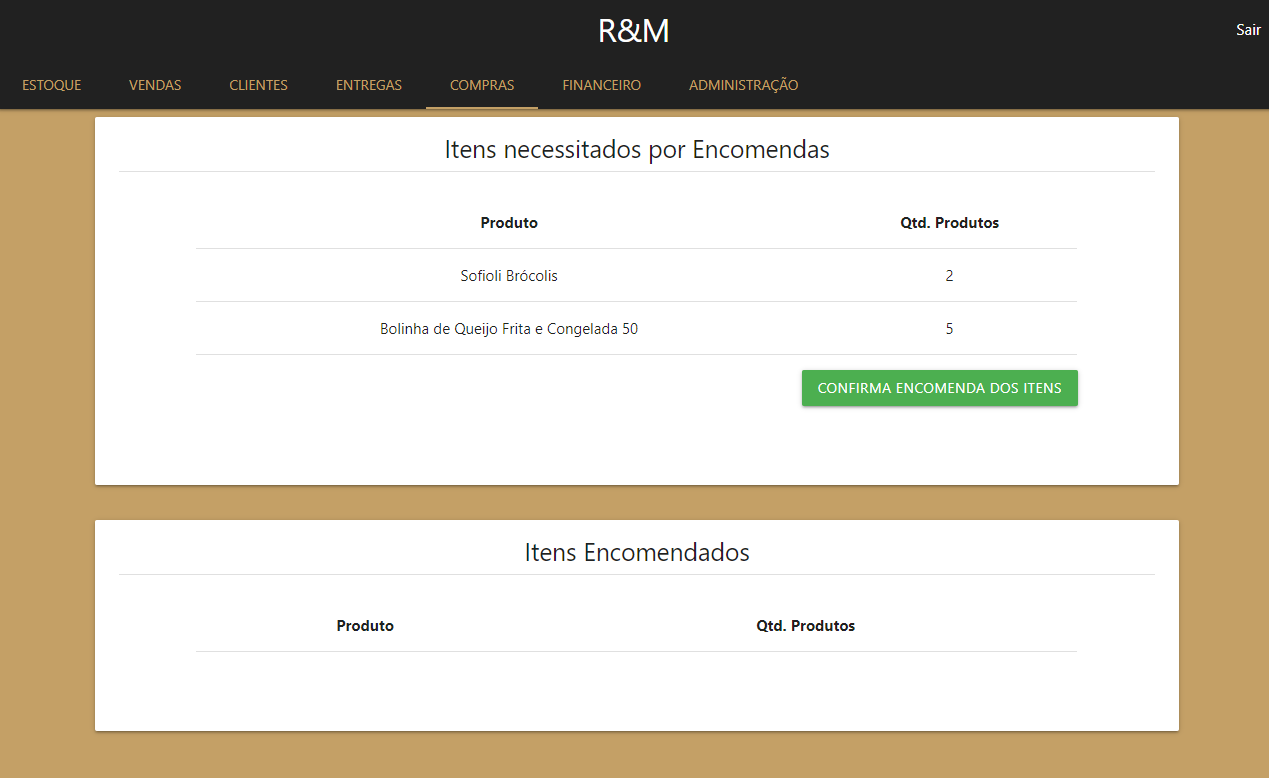 R&M
Sair
ESTOQUE VENDAS CLIENTES ENTREGAS COMPRAS FINANCEIRO ADMINISTRAÇÃO
Itens necessitados por Encomendas
Produto Qtd. Produtos
Sofioli Brócolis 2
Bolinha de Queijo Frita e Congelada 50 5
CONFIRMA ENCOMENDA DOS ITENS
Itens Encomendados
Produto Qtd. Produtos